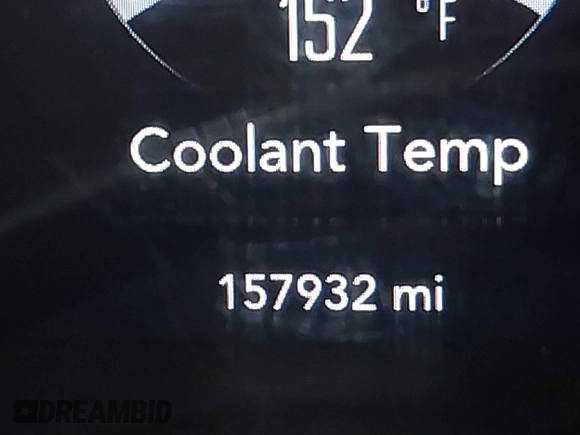 152 °F
Coolant Temp
157932 mi
DREAMBID